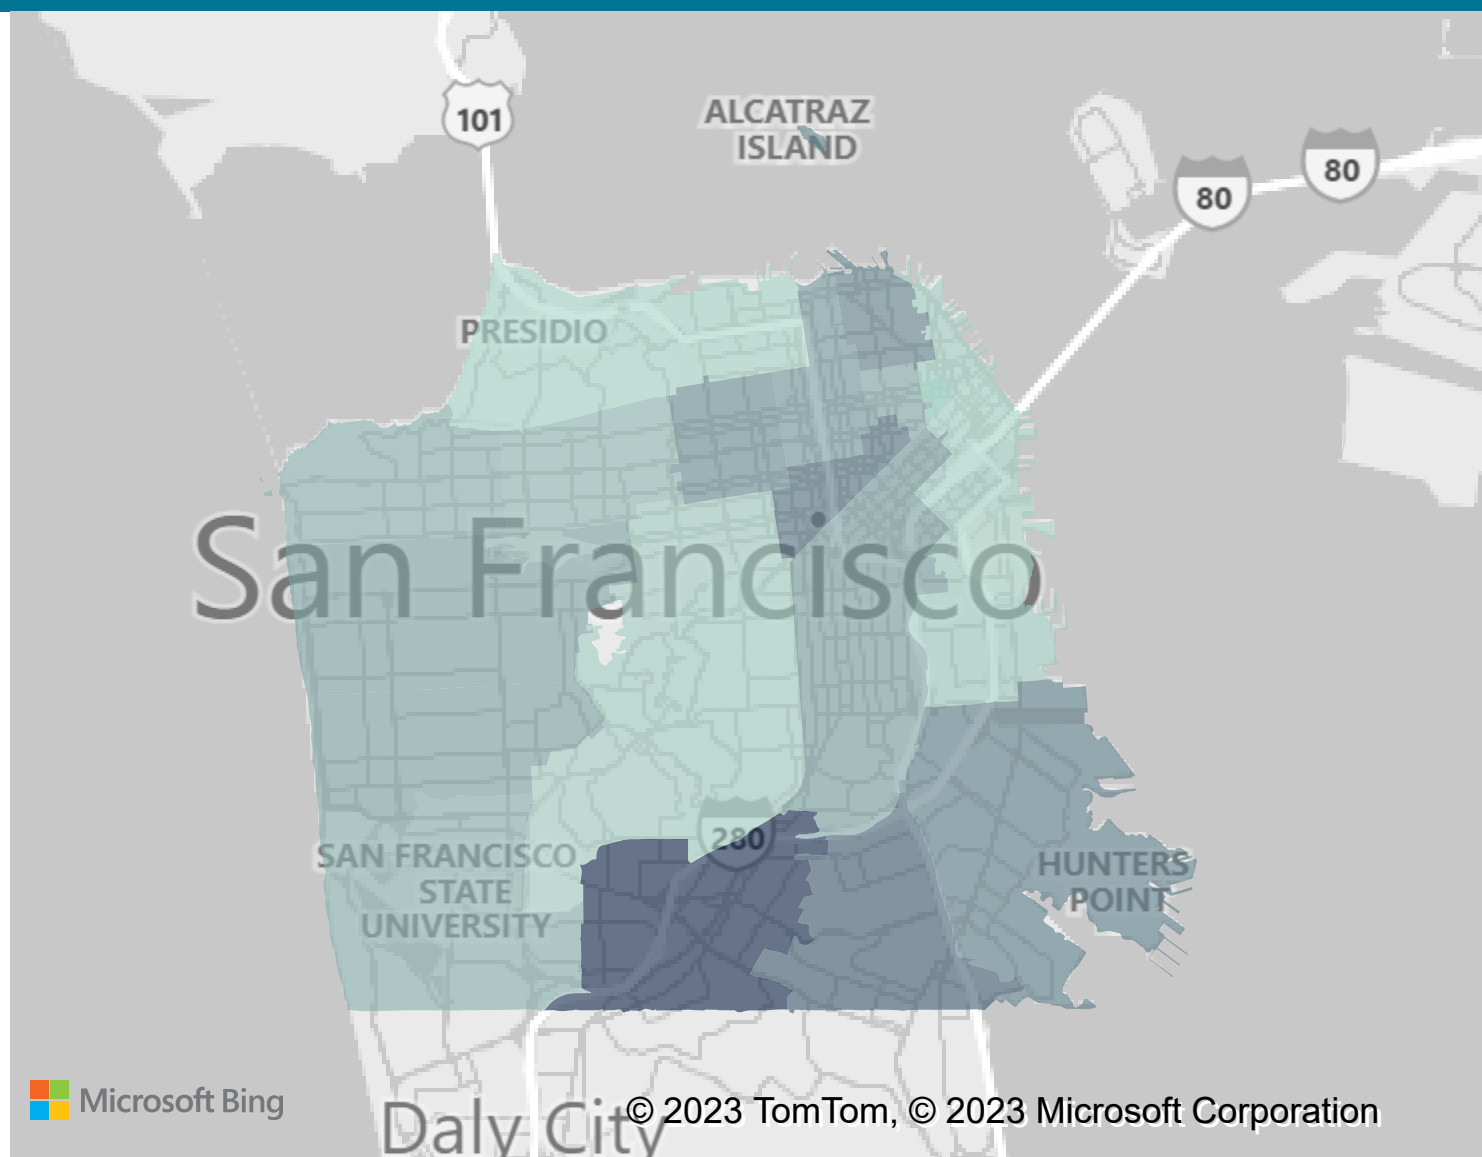 101
ALCATRAZ
ISLAND
80
80
PRESIDIO
San Francisco
280
SAN FRANCISCO
STATE
UNIVERSITY
HUNTERS
POINT
Microsoft Bing
Daly City
© 2023 TomTom, © 2023 Microsoft Corporation